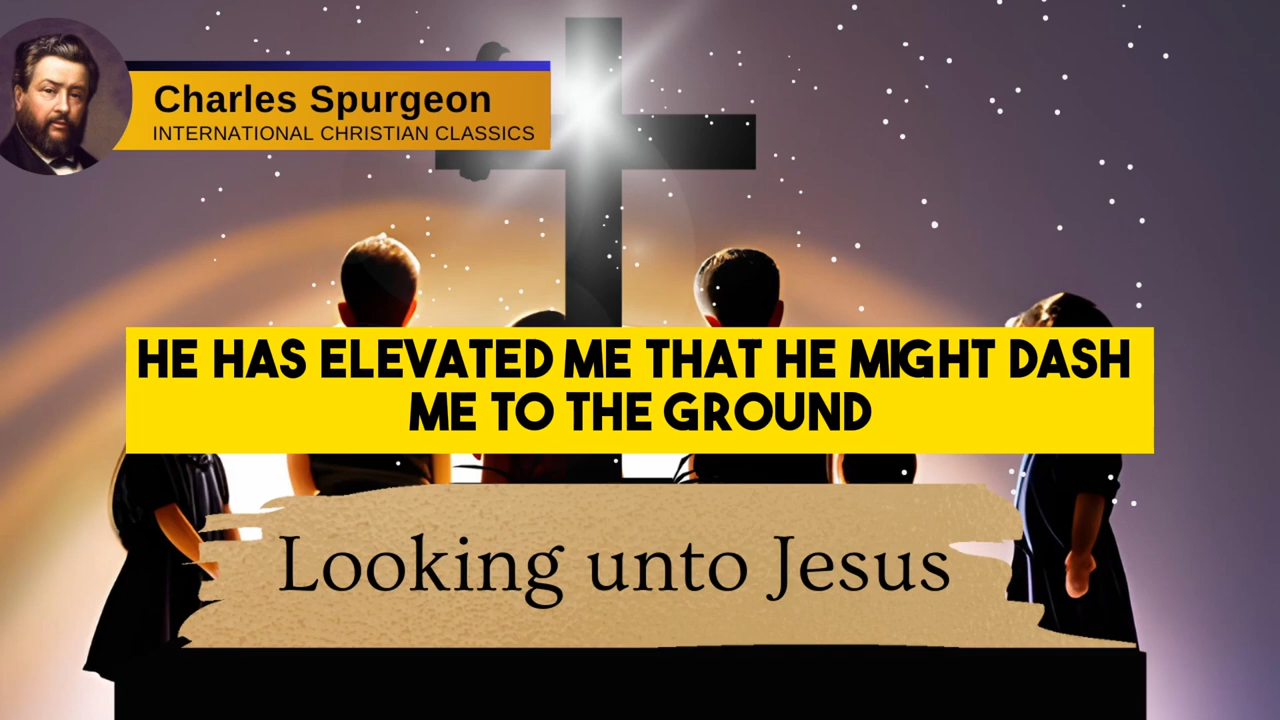 Charles Spurgeon
INTERNATIONAL CHRISTIAN CLASSICS
HE HAS ELEVATED ME THAT HE MIGHT DASH
ME TO THE GROUND
Looking unto Jesus